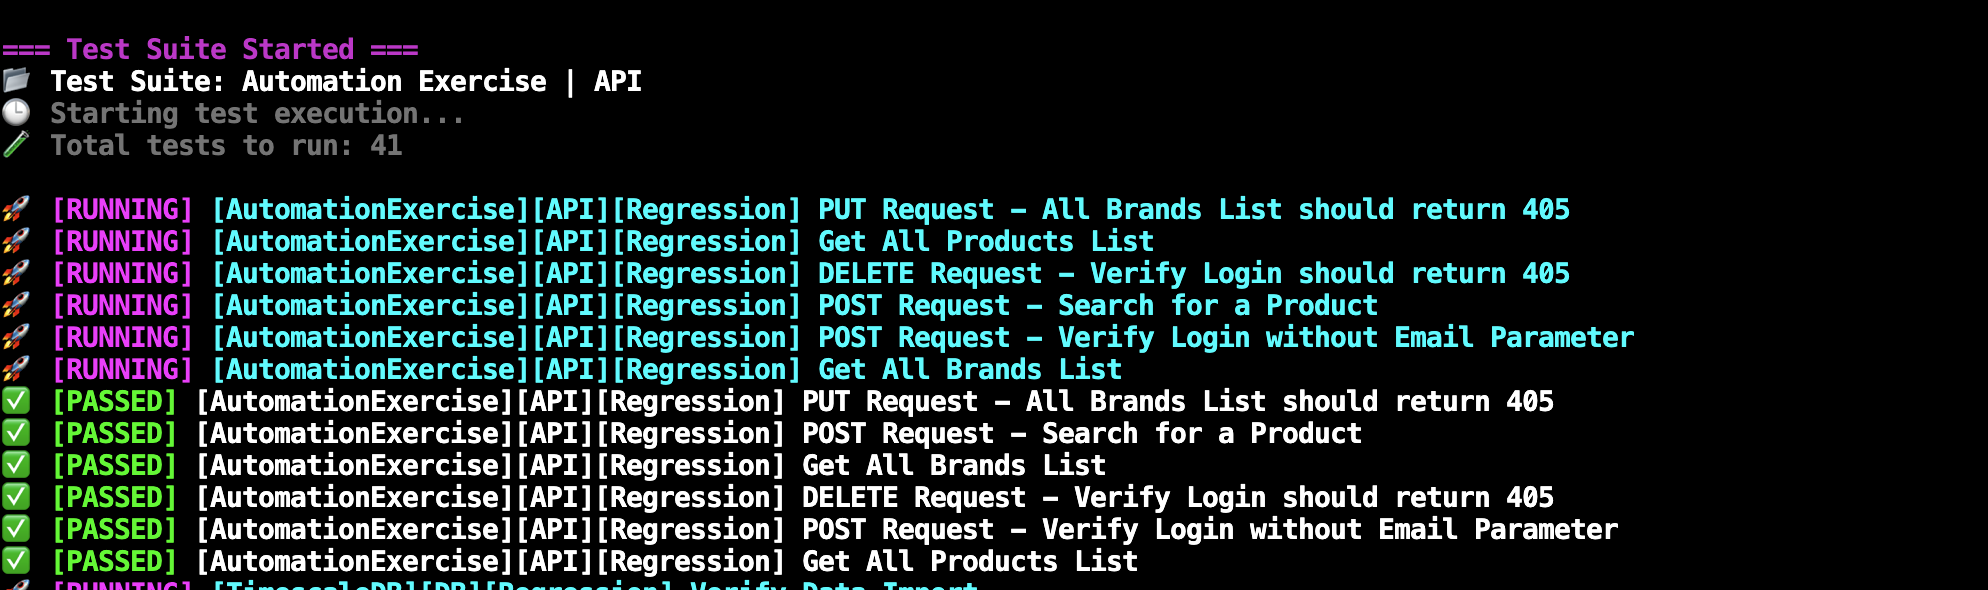 === Test Suite Started ===
Test Suite: Automation Exercise | API
Starting test execution...
Total tests to run: 41
[RUNNING] [AutomationExercise][API][Regression] PUT Request – All Brands List should return 405
[RUNNING] [AutomationExercise][API][Regression] Get All Products List
[RUNNING] [AutomationExercise][API][Regression] DELETE Request – Verify Login should return 405
[RUNNING] [AutomationExercise][API][Regression] POST Request – Search for a Product
[RUNNING] [AutomationExercise][API][Regression] POST Request – Verify Login without Email Parameter
[RUNNING] [AutomationExercise][API][Regression] Get All Brands List
[PASSED] [AutomationExercise][API][Regression] PUT Request – All Brands List should return 405
[PASSED] [AutomationExercise][API][Regression] POST Request – Search for a Product
[PASSED] [AutomationExercise][API][Regression] Get All Brands List
[PASSED] [AutomationExercise][API][Regression] DELETE Request – Verify Login should return 405
[PASSED] [AutomationExercise][API][Regression] POST Request – Verify Login without Email Parameter
[PASSED] [AutomationExercise][API][Regression] Get All Products List
[RUNNING] [TimescaleDB][DB][Regression] Verify Data Import